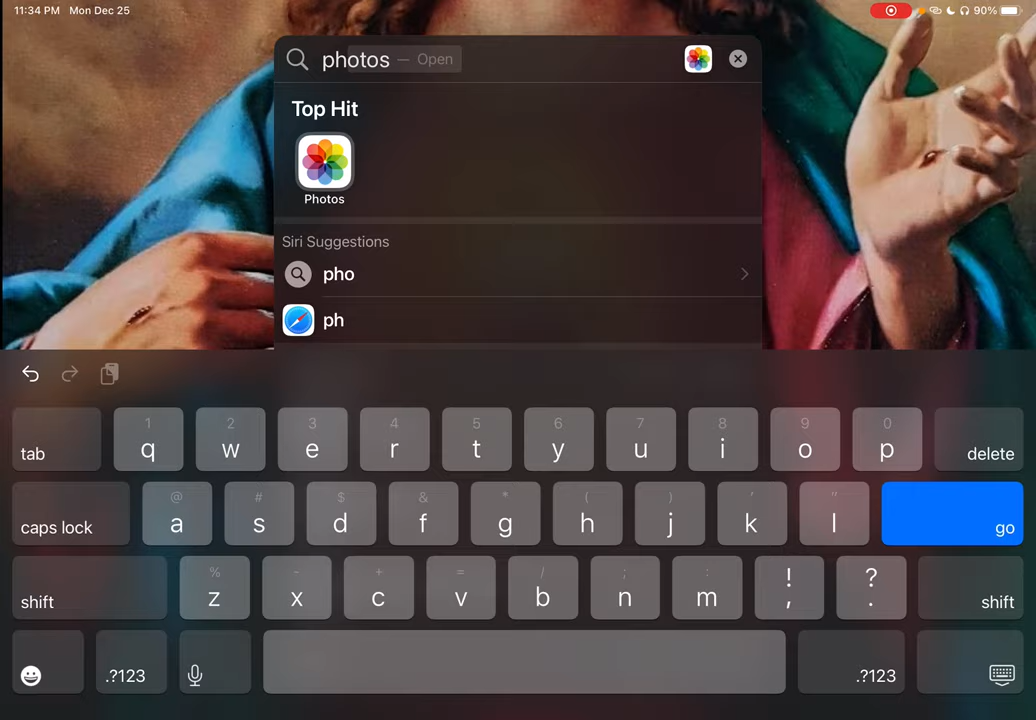 11:34 PM Mon Dec 25 90%
photos — Open
Top Hit
Photos
Siri Suggestions
pho
ph
1 2 3 4 5 6 7 8 9 0
tab q w e r t y u i o p delete
@ # $ & * ( ) ' "
caps lock a s d f g h j k l go
% - + = / ; : ! ?
shift z x c v b n m , . shift
.?123 .?123